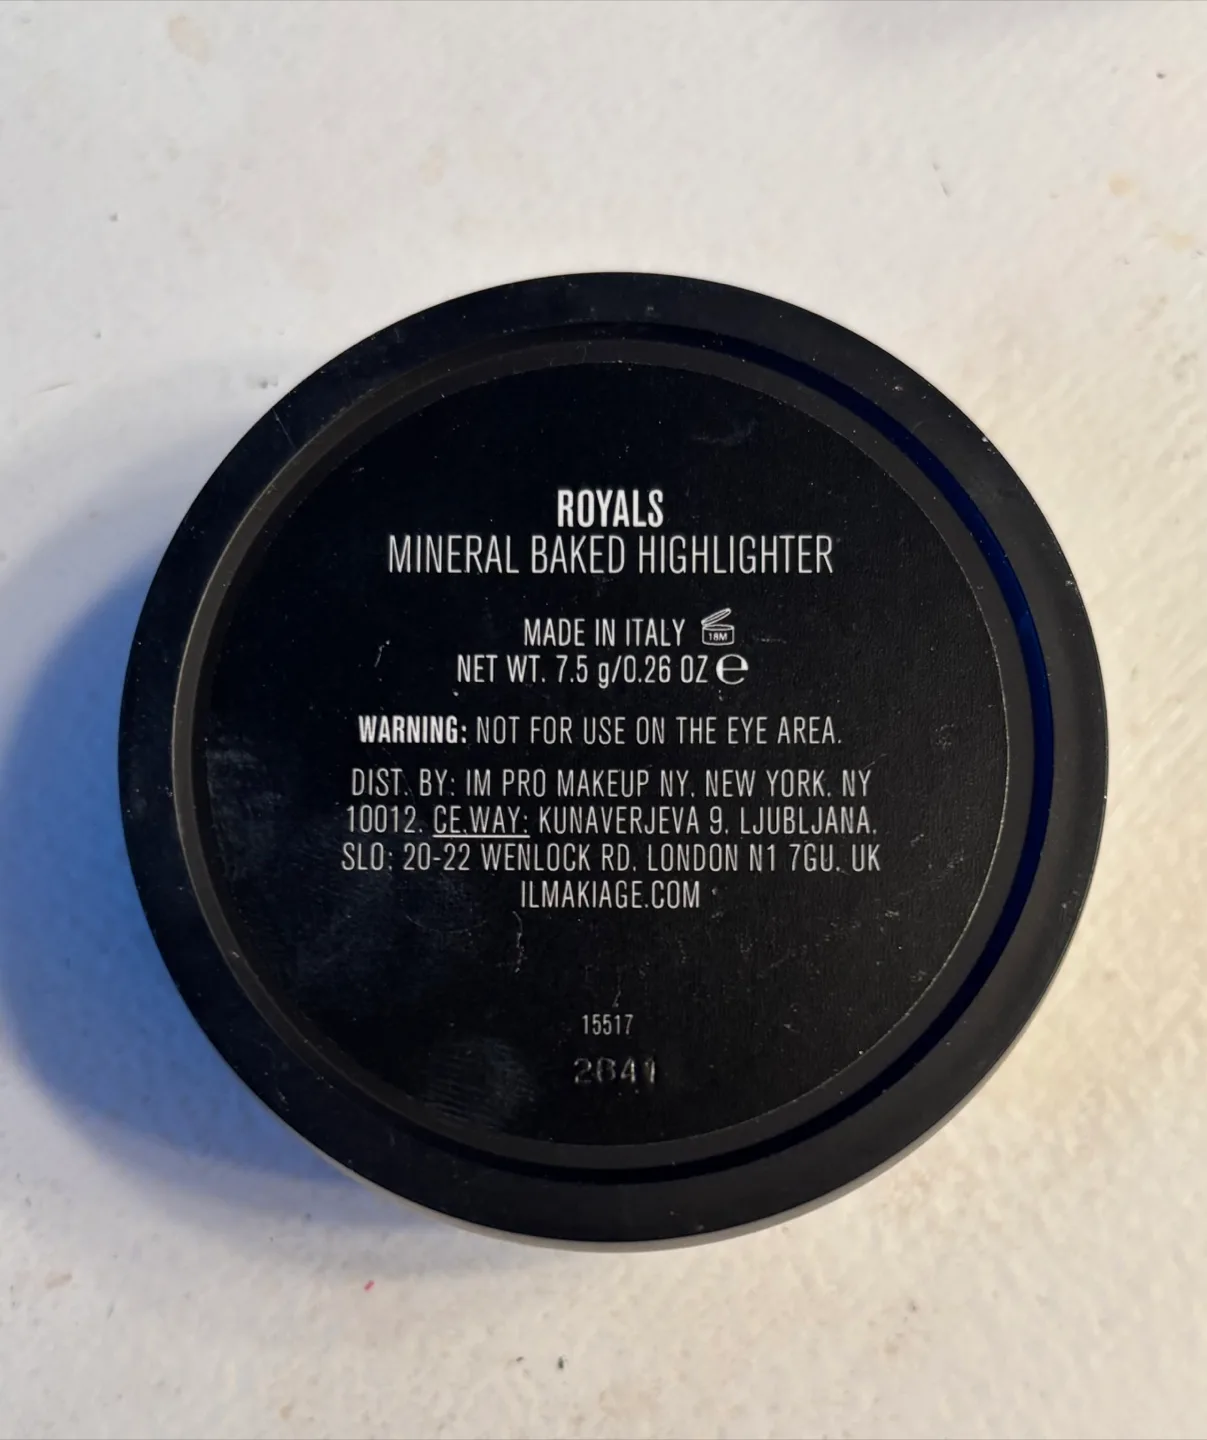 ROYALS
MINERAL BAKED HIGHLIGHTER
MADE IN ITALY 18M
NET WT. 7.5 g/0.26 OZ ℮
WARNING: NOT FOR USE ON THE EYE AREA.
DIST. BY: IM PRO MAKEUP NY. NEW YORK. NY
10012. CE.WAY: KUNAVERJEVA 9. LJUBLJANA.
SLO: 20-22 WENLOCK RD. LONDON N1 7GU. UK
ILMAKIAGE.COM
15517